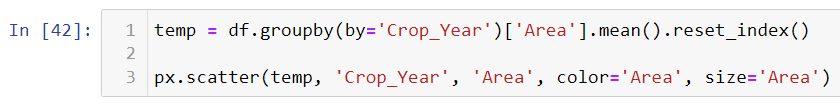 In [42]:
1 temp = df.groupby(by='Crop_Year')['Area'].mean().reset_index()
2
3 px.scatter(temp, 'Crop_Year', 'Area', color='Area', size='Area')